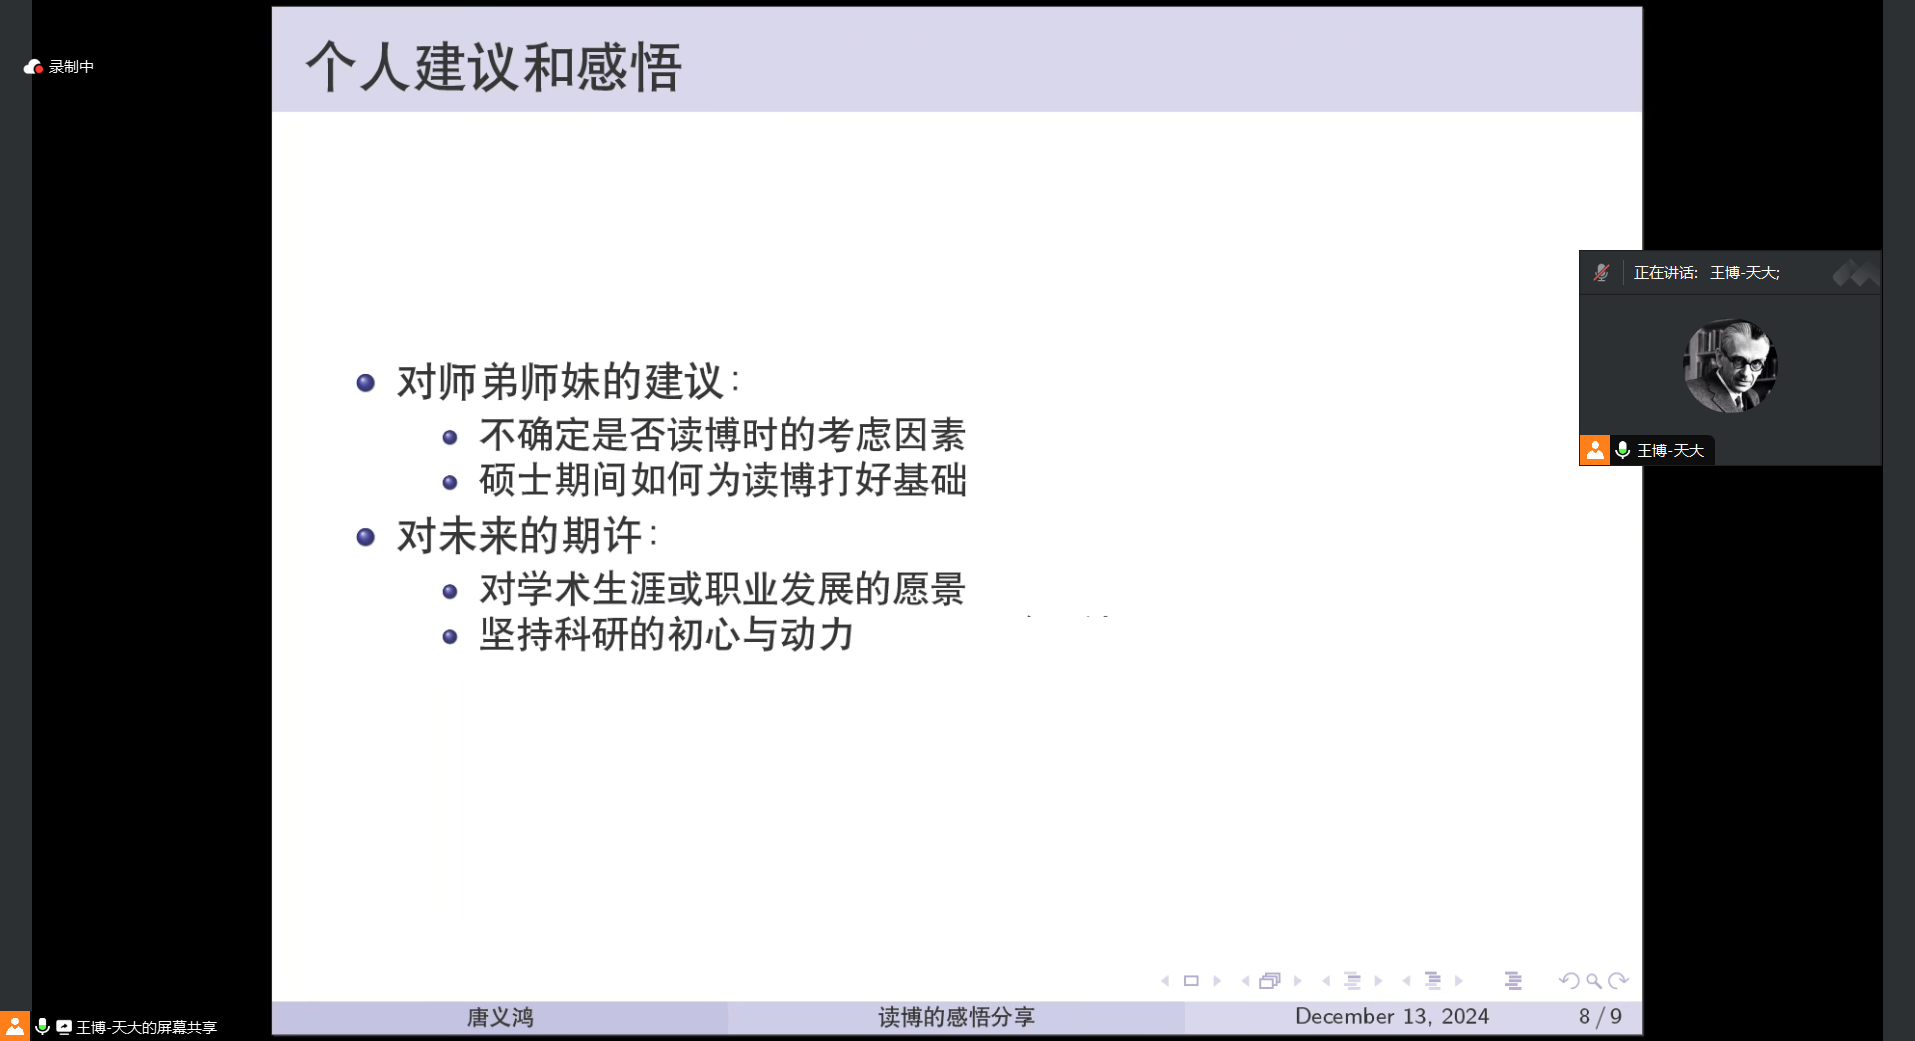 录制中
个人建议和感悟
对师弟师妹的建议：
不确定是否读博时的考虑因素
硕士期间如何为读博打好基础
对未来的期许：
对学术生涯或职业发展的愿景
坚持科研的初心与动力
正在讲话: 王博-天大;
王博-天大
唐义鸿 读博的感悟分享 December 13, 2024 8 / 9
王博-天大的屏幕共享